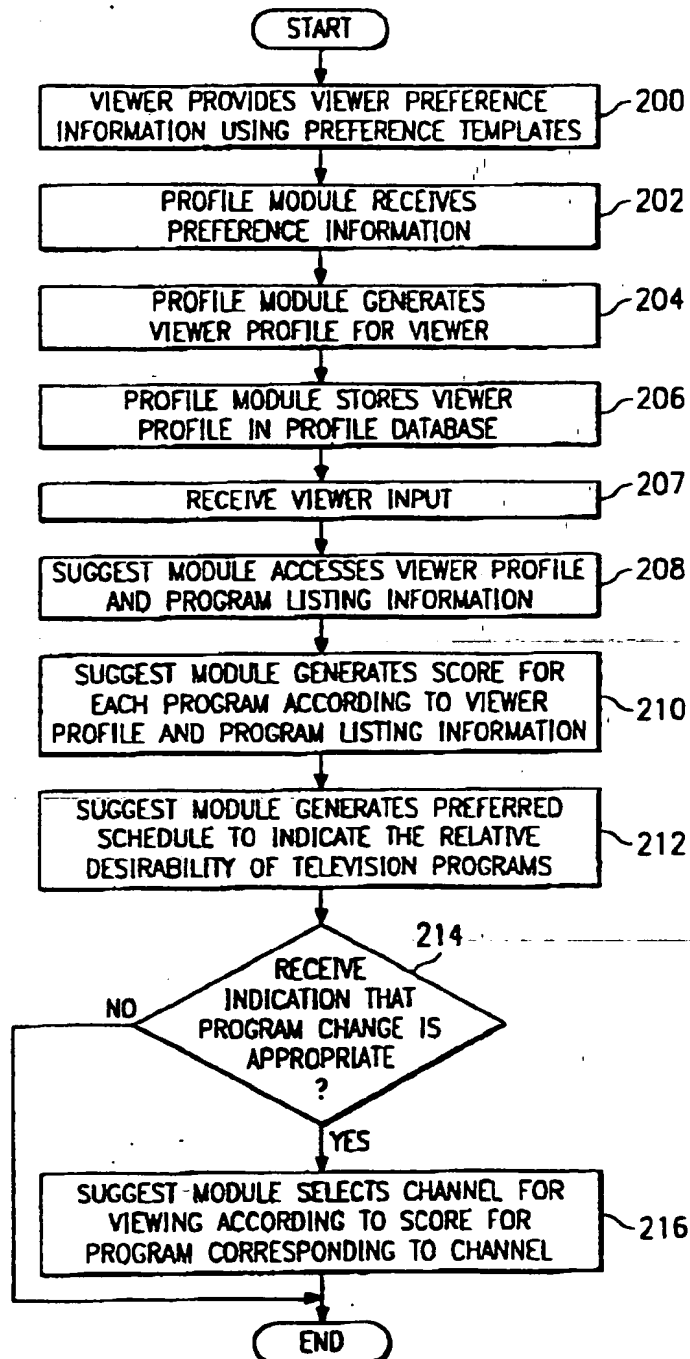 START
VIEWER PROVIDES VIEWER PREFERENCE
INFORMATION USING PREFERENCE TEMPLATES
200
PROFILE MODULE RECEIVES
PREFERENCE INFORMATION
202
PROFILE MODULE GENERATES
VIEWER PROFILE FOR VIEWER
204
PROFILE MODULE STORES VIEWER
PROFILE IN PROFILE DATABASE
206
RECEIVE VIEWER INPUT
207
SUGGEST MODULE ACCESSES VIEWER PROFILE
AND PROGRAM LISTING INFORMATION
208
SUGGEST MODULE GENERATES SCORE FOR
EACH PROGRAM ACCORDING TO VIEWER
PROFILE AND PROGRAM LISTING INFORMATION
210
SUGGEST MODULE GENERATES PREFERRED
SCHEDULE TO INDICATE THE RELATIVE
DESIRABILITY OF TELEVISION PROGRAMS
212
214
RECEIVE
INDICATION THAT
PROGRAM CHANGE IS
APPROPRIATE
?
NO
YES
SUGGEST MODULE SELECTS CHANNEL FOR
VIEWING ACCORDING TO SCORE FOR
PROGRAM CORRESPONDING TO CHANNEL
216
END